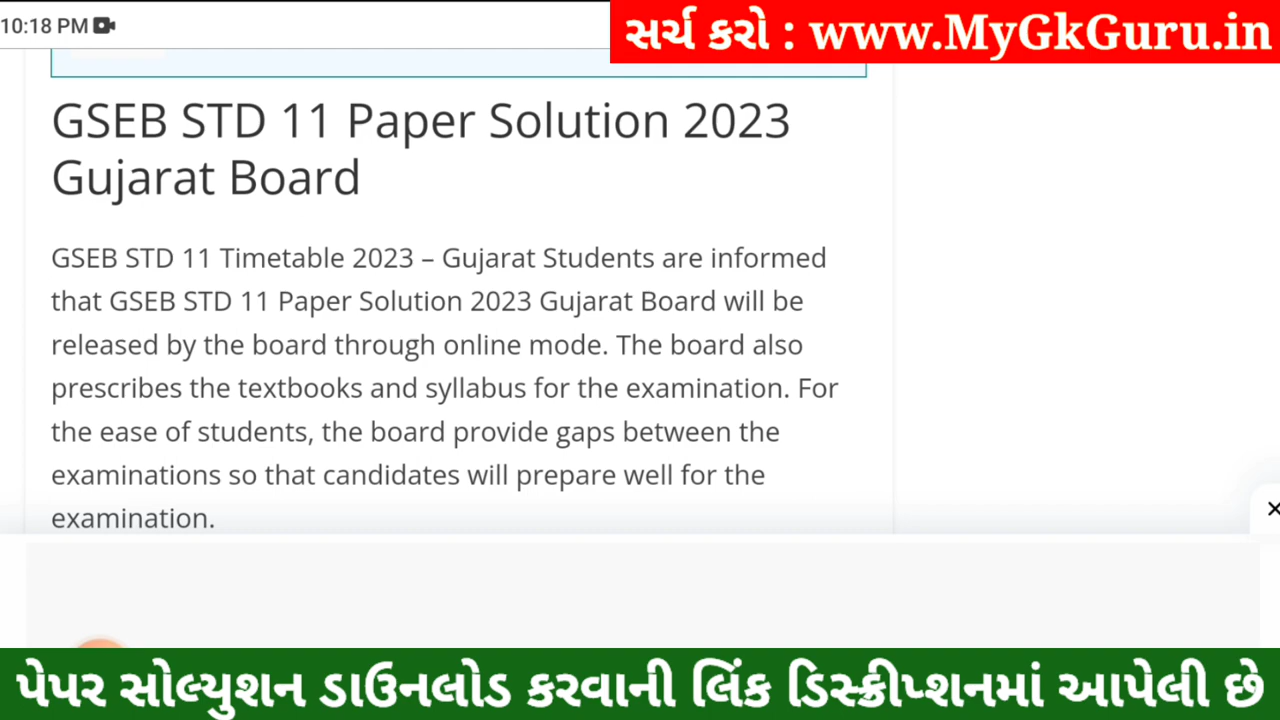 10:18 PM
સર્ચ કરો : www.MyGkGuru.in
GSEB STD 11 Paper Solution 2023
Gujarat Board
GSEB STD 11 Timetable 2023 – Gujarat Students are informed
that GSEB STD 11 Paper Solution 2023 Gujarat Board will be
released by the board through online mode. The board also
prescribes the textbooks and syllabus for the examination. For
the ease of students, the board provide gaps between the
examinations so that candidates will prepare well for the
examination.
પેપર સોલ્યુશન ડાઉનલોડ કરવાની લિંક ડિસ્ક્રીપ્શનમાં આપેલી છે